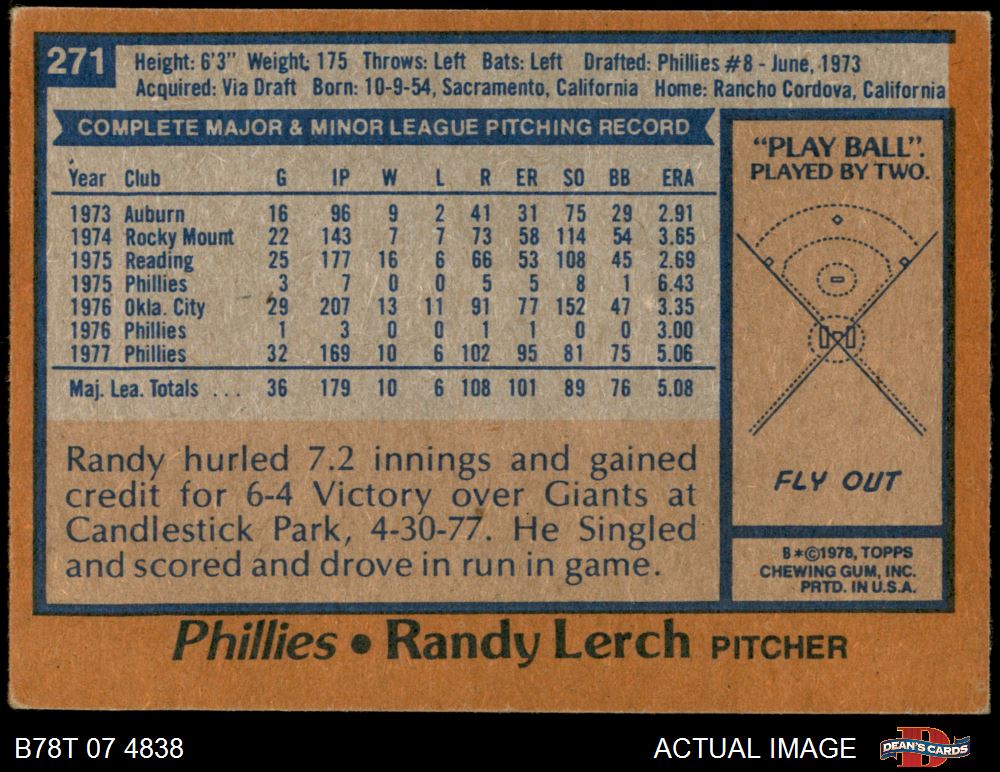 271
Height: 6'3" Weight: 175 Throws: Left Bats: Left Drafted: Phillies #8 - June, 1973
Acquired: Via Draft Born: 10-9-54, Sacramento, California Home: Rancho Cordova, California
COMPLETE MAJOR & MINOR LEAGUE PITCHING RECORD
Year Club G IP W L R ER SO BB ERA
1973 Auburn 16 96 9 2 41 31 75 29 2.91
1974 Rocky Mount 22 143 7 7 73 58 114 54 3.65
1975 Reading 25 177 16 6 66 53 108 45 2.69
1975 Phillies 3 7 0 0 5 5 8 1 6.43
1976 Okla. City 29 207 13 11 91 77 152 47 3.35
1976 Phillies 1 3 0 0 1 1 0 0 3.00
1977 Phillies 32 169 10 6 102 95 81 75 5.06
Maj. Lea. Totals ... 36 179 10 6 108 101 89 76 5.08
Randy hurled 7.2 innings and gained
credit for 6-4 Victory over Giants at
Candlestick Park, 4-30-77. He Singled
and scored and drove in run in game.
"PLAY BALL".
PLAYED BY TWO.
FLY OUT
B*©1978, TOPPS
CHEWING GUM, INC.
PRTD. IN U.S.A.
Phillies • Randy Lerch PITCHER
B78T 07 4838
ACTUAL IMAGE
D
DEAN'S CARDS